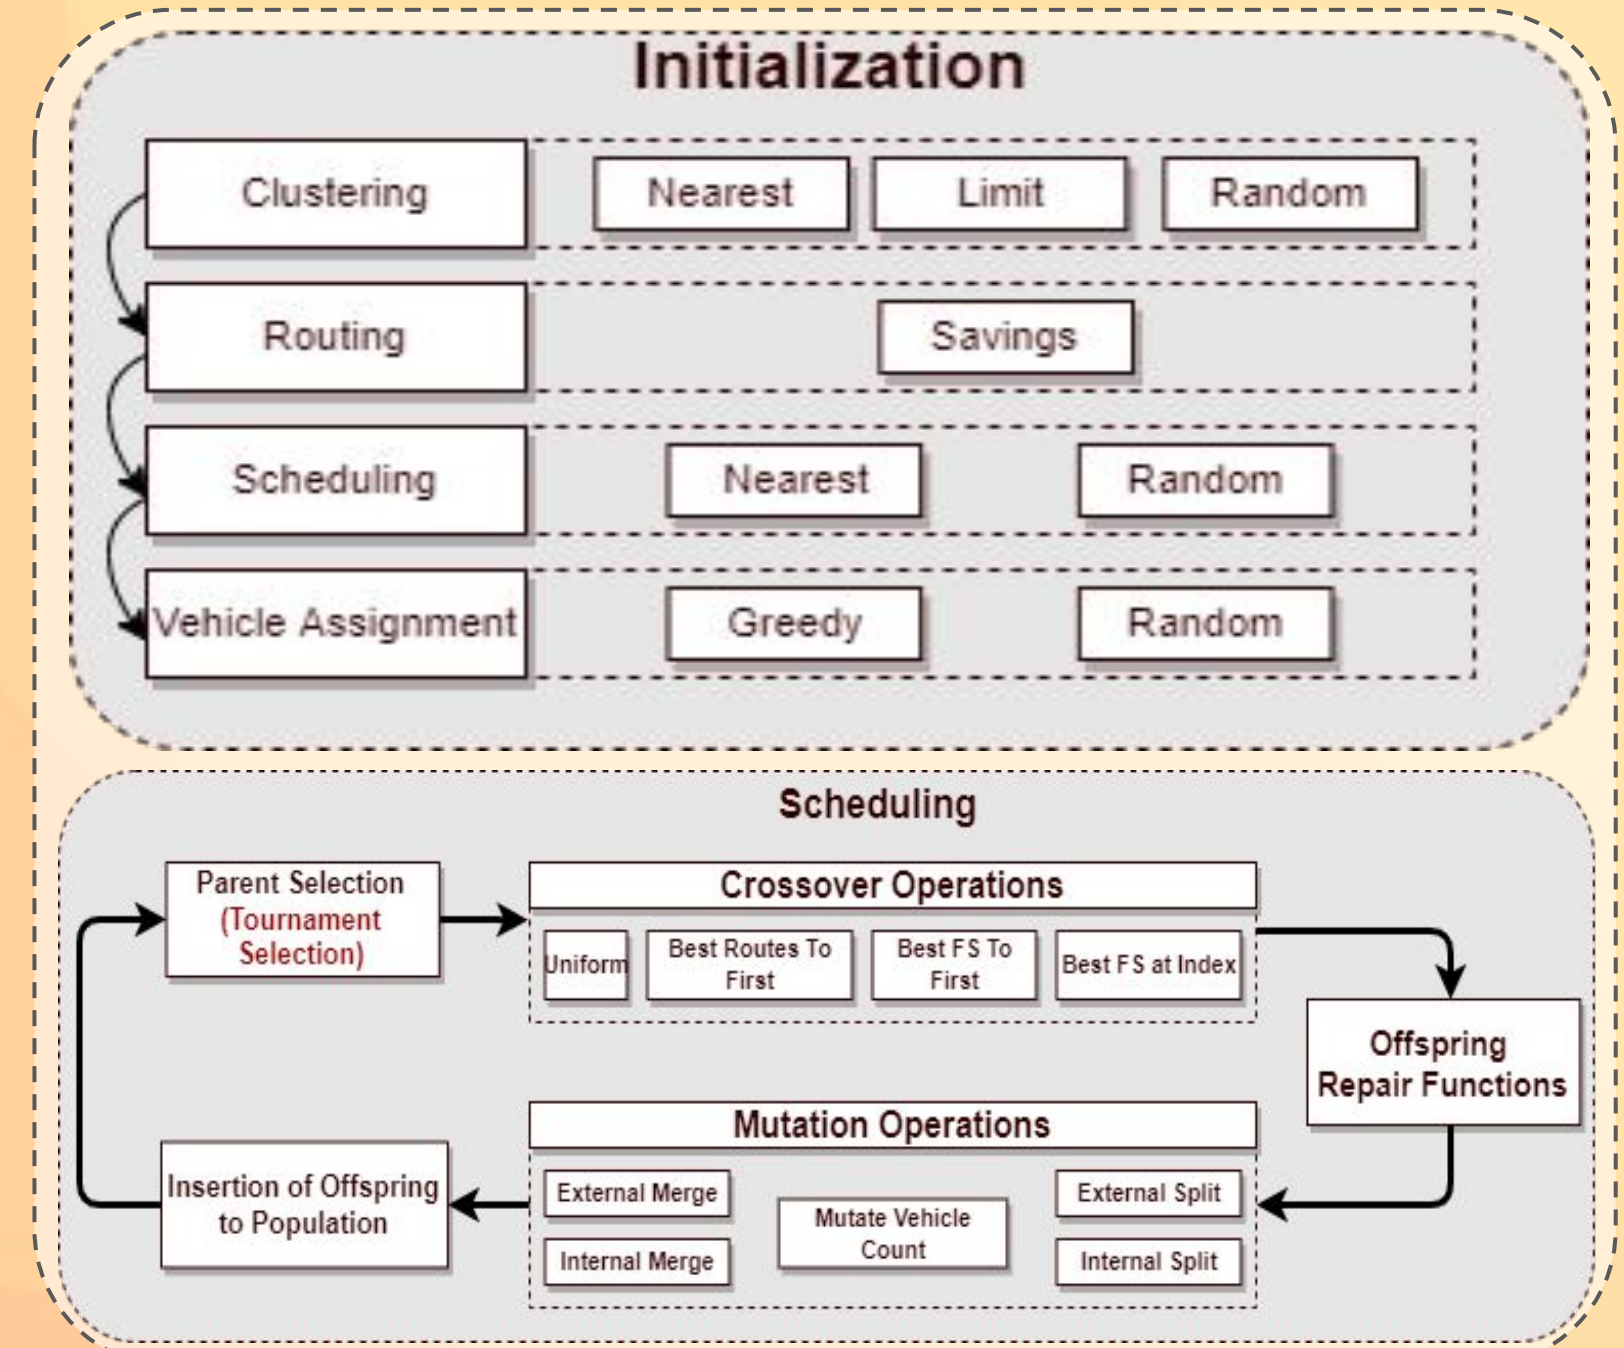 Initialization
Clustering
Nearest
Limit
Random
Routing
Savings
Scheduling
Nearest
Random
Vehicle Assignment
Greedy
Random
Scheduling
Parent Selection
(Tournament
Selection)
Crossover Operations
Uniform
Best Routes To
First
Best FS To
First
Best FS at Index
Offspring
Repair Functions
Mutation Operations
External Merge
Internal Merge
Mutate Vehicle
Count
External Split
Internal Split
Insertion of Offspring
to Population